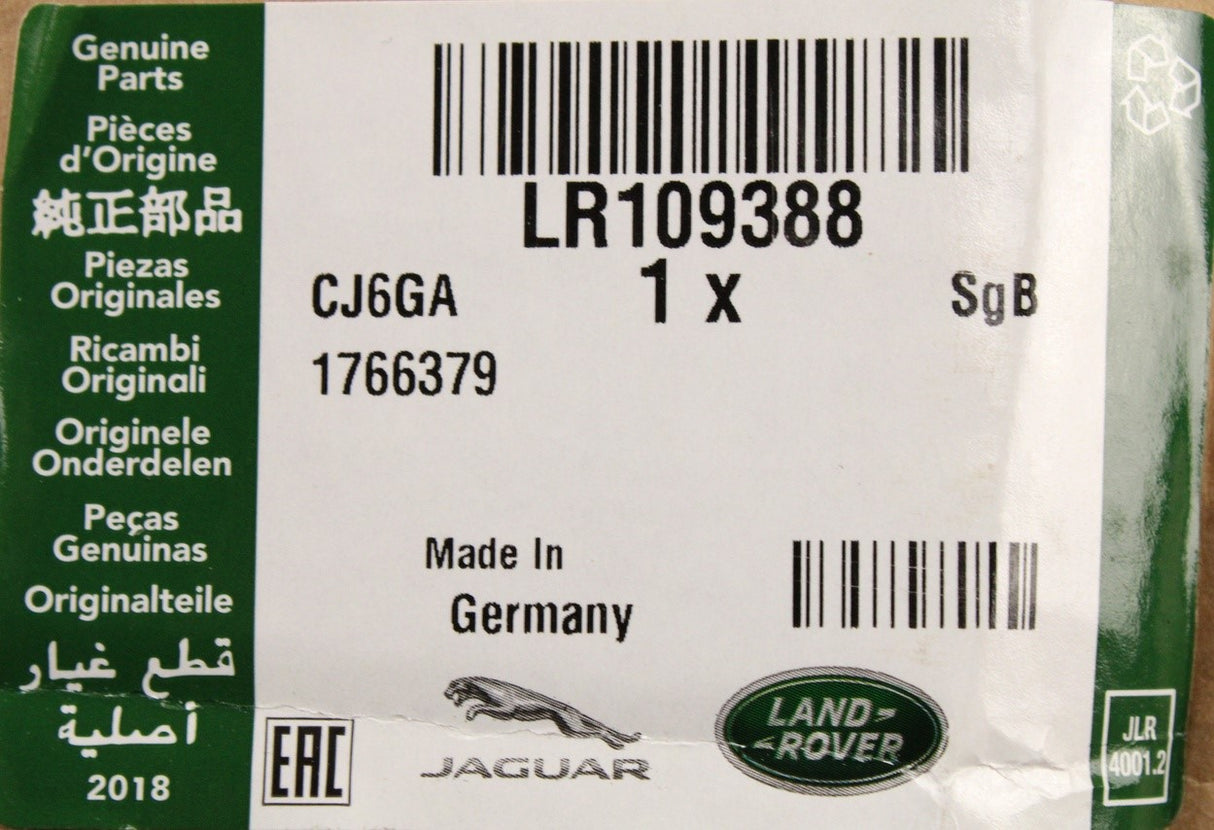 Genuine
Parts
Pièces
d'Origine
純正部品
Piezas
Originales
Ricambi
Originali
Originele
Onderdelen
Peças
Genuinas
Originalteile
قطع غيار
أصلية
2018
LR109388
CJ6GA 1 x SgB
1766379
Made In
Germany
EAC
JAGUAR
LAND-
-ROVER
JLR
4001.2